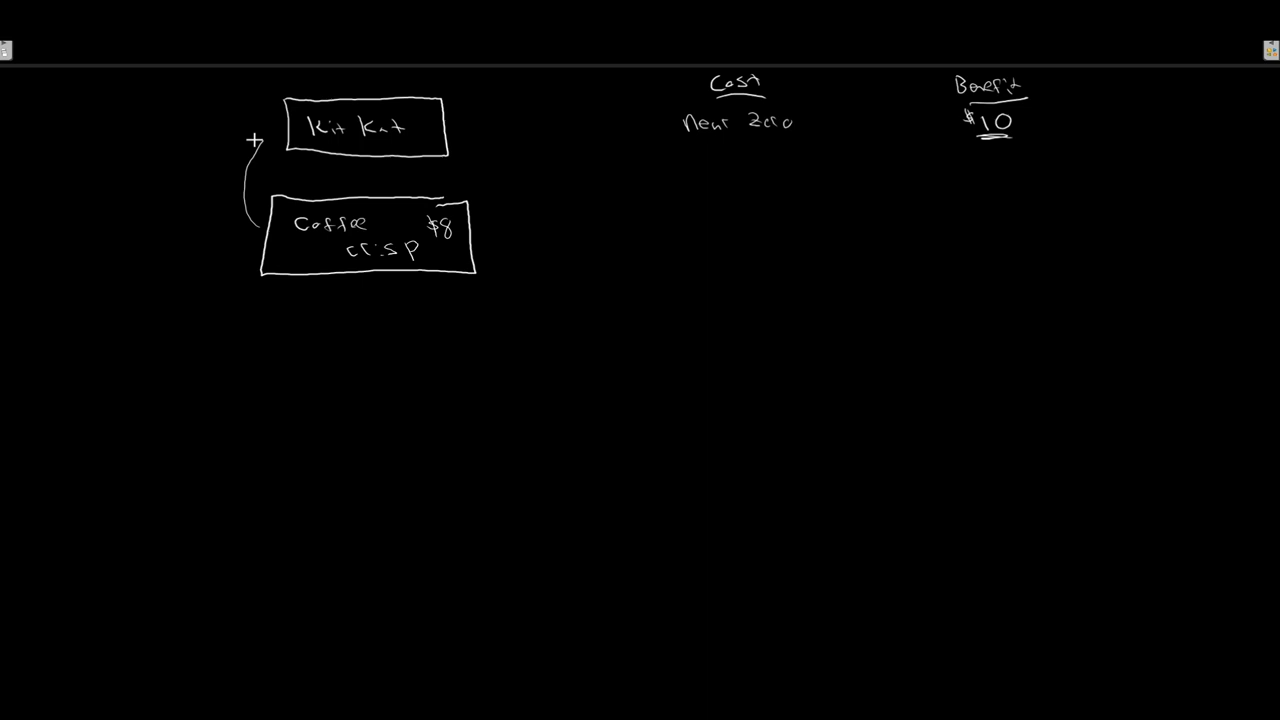 Cost
Benefit
Kit Kat
Near Zero
$10
Coffee $8
crisp